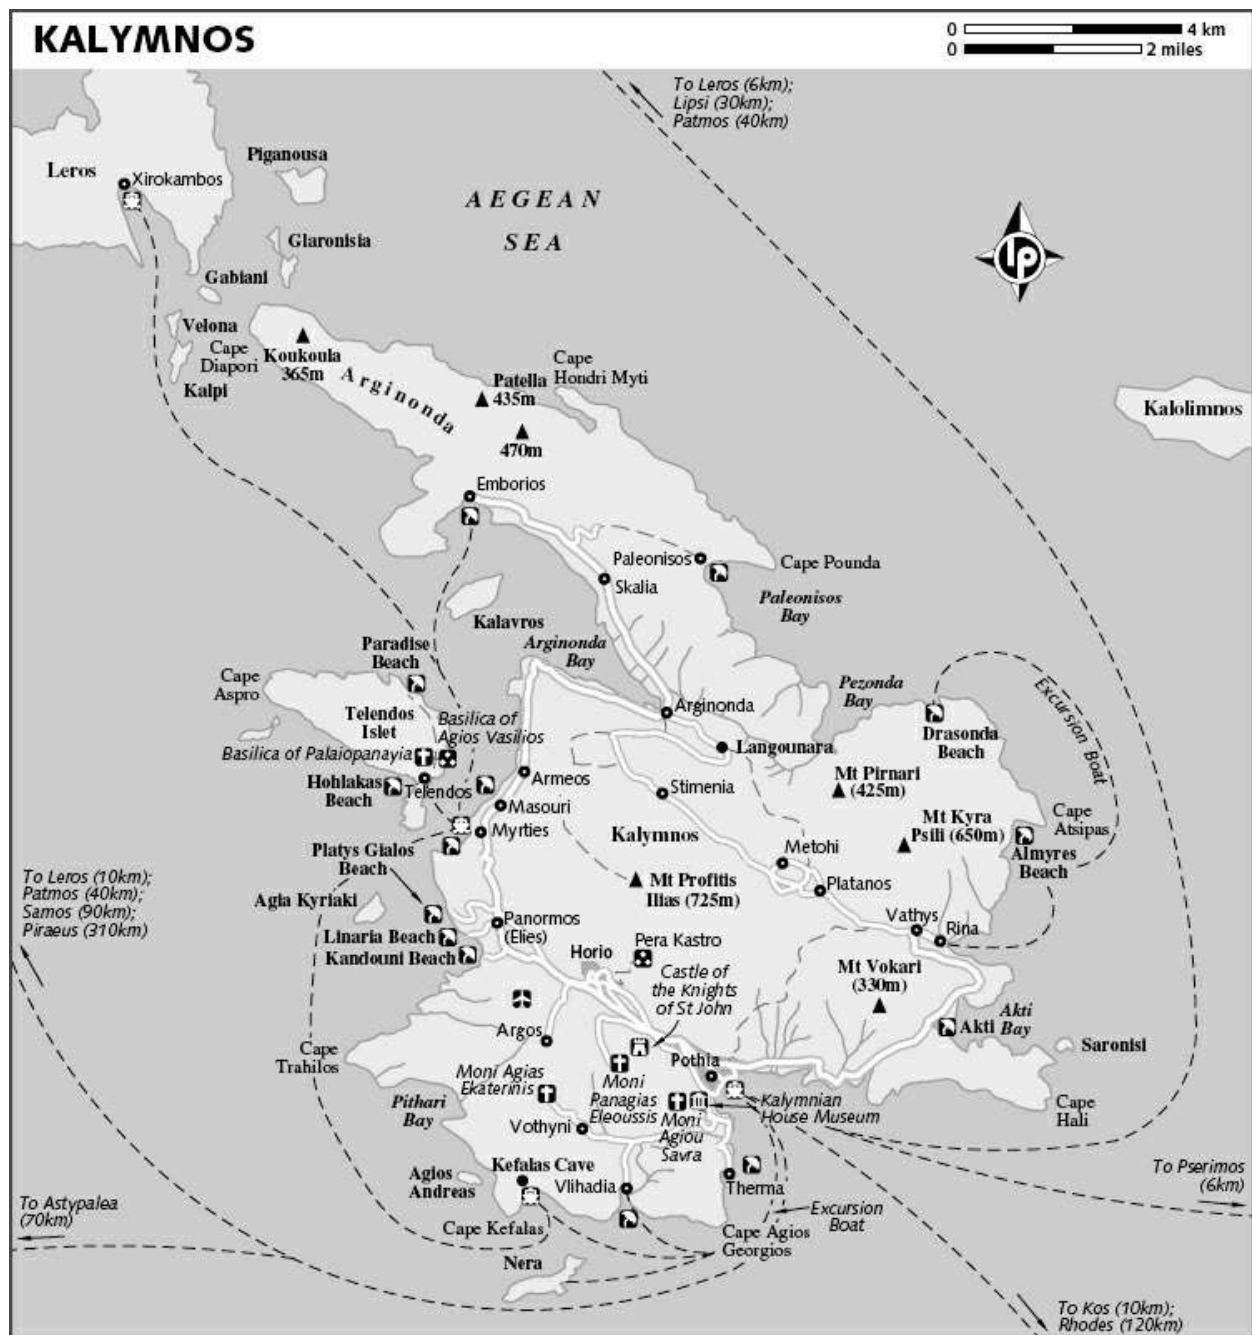 KALYMNOS
0 4 km
0 2 miles
To Leros (6km);
Lipsi (30km);
Patmos (40km)
Leros
Xirokambos
Piganousa
AEGEAN
SEA
Glaronisia
Gabiani
lp
Velona
Cape
Diapori
Kalpi
Koukoula
365m
Arginonda
Patella
435m
Cape
Hondri Myti
470m
Kalolimnos
Emborios
Paleonisos
Cape Pounda
Skalia
Paleonisos
Bay
Kalavros
Arginonda
Bay
Paradise
Beach
Cape
Aspro
Telendos
Islet
Basilica of
Agios Vasilios
Basilica of Palaiopanayia
Pezonda
Bay
Excursion Boat
Arginonda
Drasonda
Beach
Langounara
Hohlakas
Beach
Telendos
Armeos
Masouri
Myrties
Stimenia
Mt Pirnari
(425m)
Mt Kyra
Psili (650m)
Cape
Atsipas
Almyres
Beach
Kalymnos
Metohi
Platanos
Platys Gialos
Beach
Mt Profitis
Ilias (725m)
To Leros (10km);
Patmos (40km);
Samos (90km);
Piraeus (310km)
Agia Kyriaki
Panormos
(Elies)
Linaria Beach
Kandouni Beach
Vathys
Rina
Horio
Pera Kastro
Castle of
the Knights
of St John
Mt Vokari
(330m)
Argos
Akti
Akti
Bay
Saronisi
Cape
Trahilos
Moni Agias
Ekaterinis
Pothia
Moni
Panagias
Eleoussis
Pithari
Bay
Kalymnian
House Museum
Cape
Hali
Vothyni
Moni
Agiou
Savra
Kefalas Cave
Agios
Andreas
Vlihadia
Therma
To Pserimos
(6km)
To Astypalea
(70km)
Cape Kefalas
Excursion
Boat
Cape Agios
Georgios
Nera
To Kos (10km);
Rhodes (120km)